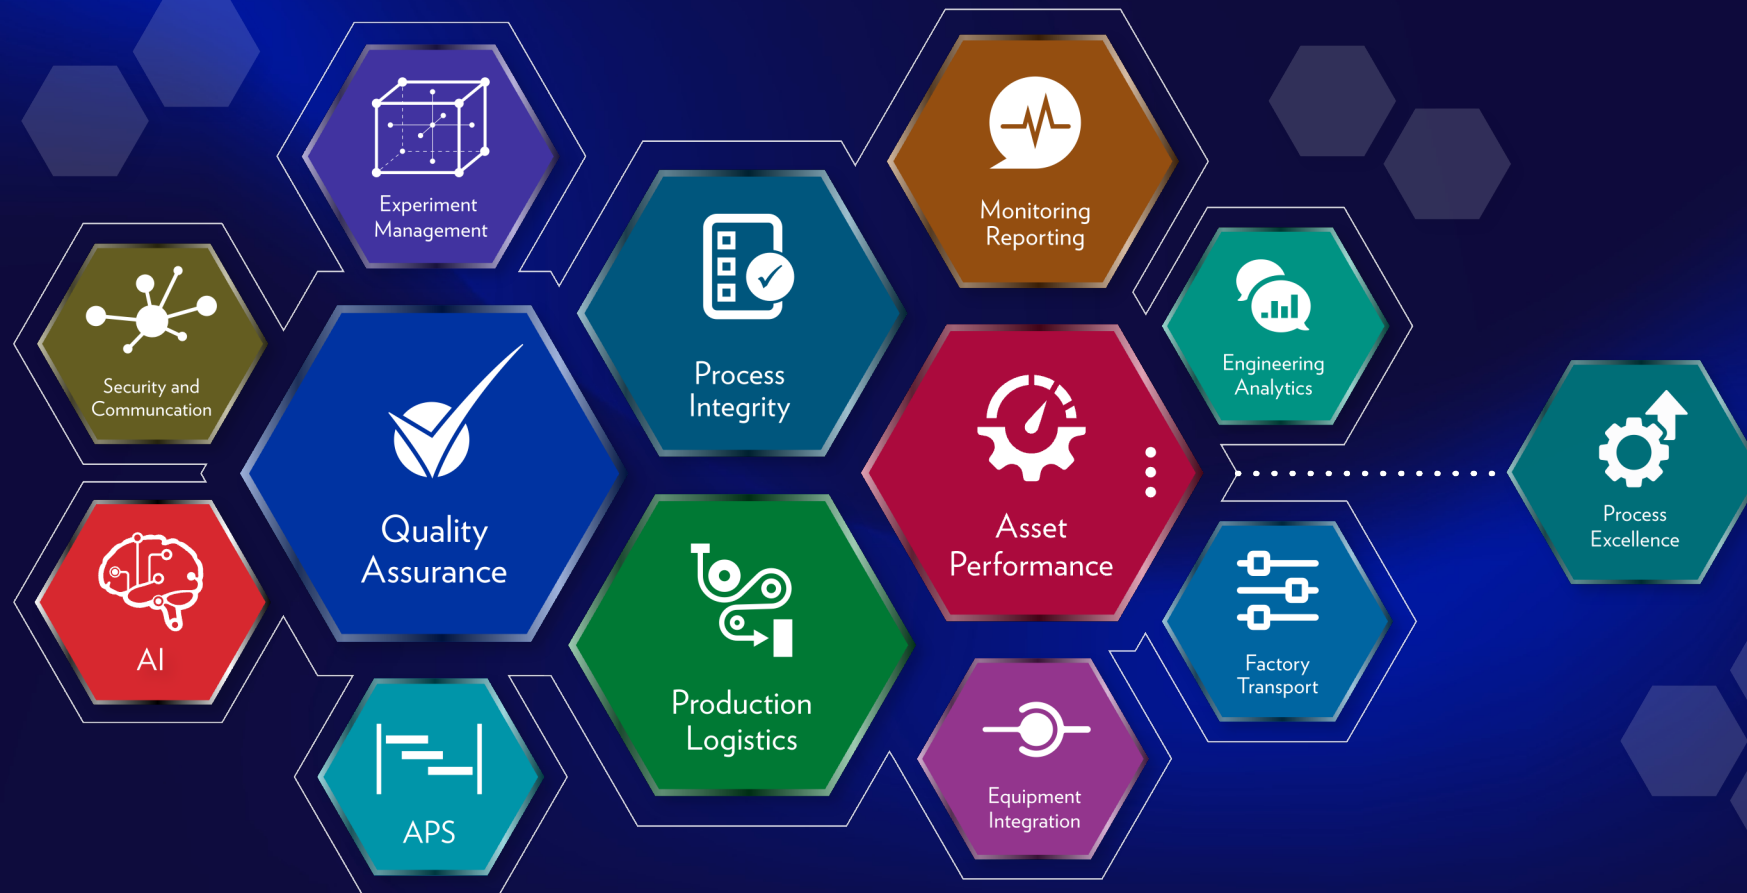 Experiment
Management
Monitoring
Reporting
Security and
Communcation
Process
Integrity
Engineering
Analytics
Quality
Assurance
Asset
Performance
Process
Excellence
AI
Production
Logistics
Factory
Transport
APS
Equipment
Integration